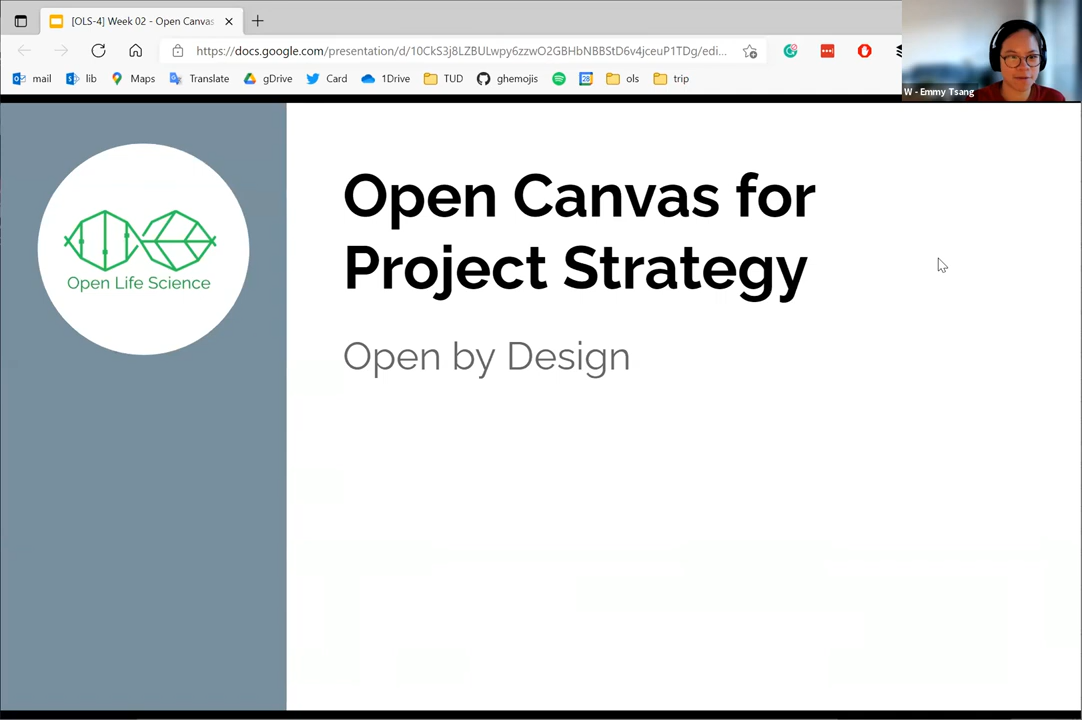 [OLS-4] Week 02 - Open Canvas
https://docs.google.com/presentation/d/10CkS3j8LZBULwpy6zzwO2GBHbNBBStD6v4jceuP1TDg/edi...
mail
lib
Maps
Translate
gDrive
Card
1Drive
TUD
ghemojis
28
ols
trip
W - Emmy Tsang
Open Life Science
Open Canvas for
Project Strategy
Open by Design